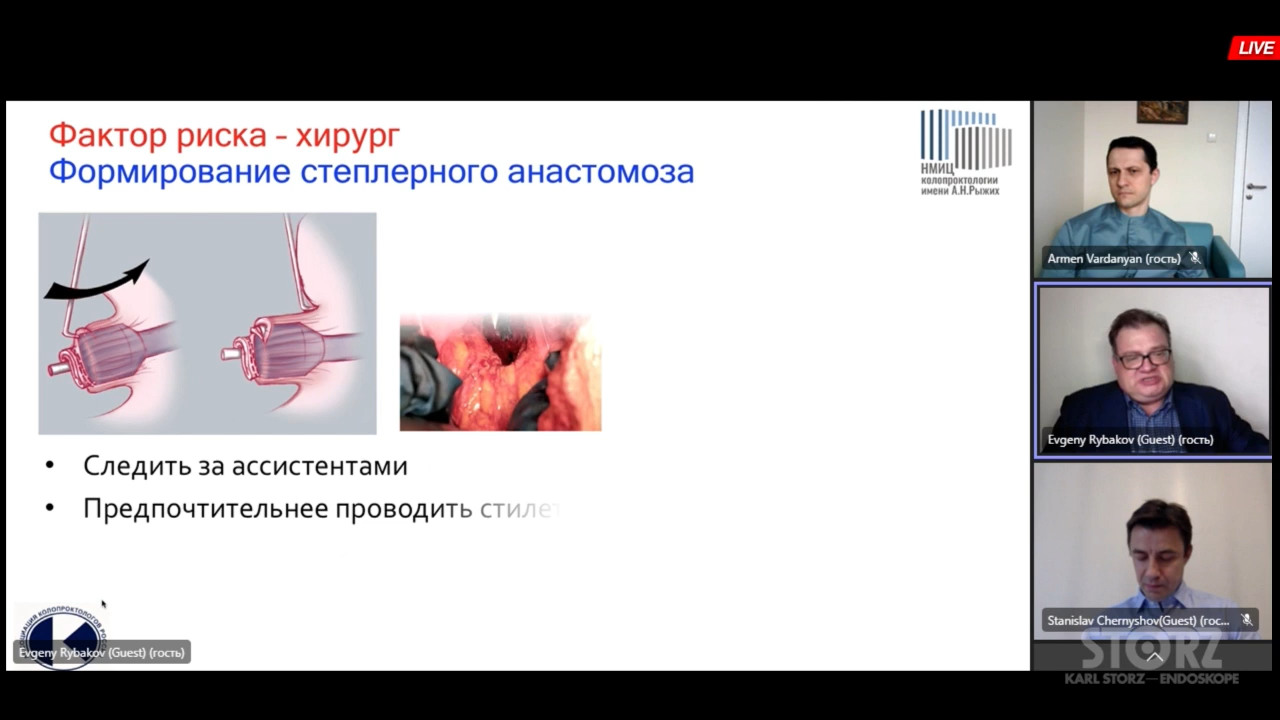 LIVE
Фактор риска - хирург
Формирование степлерного анастомоза
НМИЦ
колопроктологии
имени А.Н.Рыжих
Следить за ассистентами
Предпочтительнее проводить стилет
Evgeny Rybakov (Guest) (гость)
Armen Vardanyan (гость)
Evgeny Rybakov (Guest) (гость)
Stanislav Chernyshov(Guest) (гос...
STORZ
KARL STORZ—ENDOSKOPE